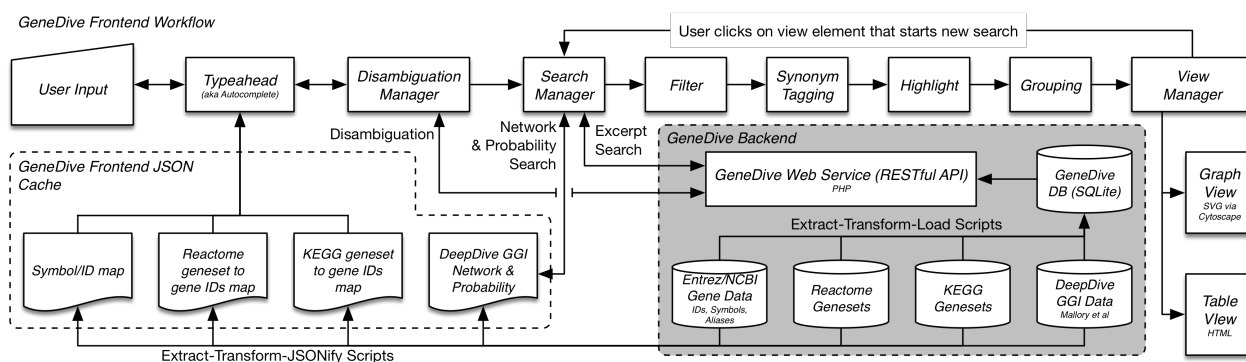 GeneDive Frontend Workflow
User clicks on view element that starts new search
User Input
Typeahead
(aka Autocomplete)
Disambiguation
Manager
Search
Manager
Filter
Synonym
Tagging
Highlight
Grouping
View
Manager
Disambiguation
Network
& Probability
Search
Excerpt
Search
GeneDive Backend
GeneDive Web Service (RESTful API)
PHP
GeneDive
DB (SQLite)
Graph
View
SVG via
Cytoscape
GeneDive Frontend JSON
Cache
Extract-Transform-Load Scripts
Symbol/ID map
Reactome
geneset to
gene IDs map
KEGG geneset
to gene IDs
map
DeepDive GGI
Network &
Probability
Entrez/NCBI
Gene Data
IDs, Symbols,
Aliases
Reactome
Genesets
KEGG
Genesets
DeepDive
GGI Data
Mallory et al
Table
VIew
HTML
Extract-Transform-JSONify Scripts